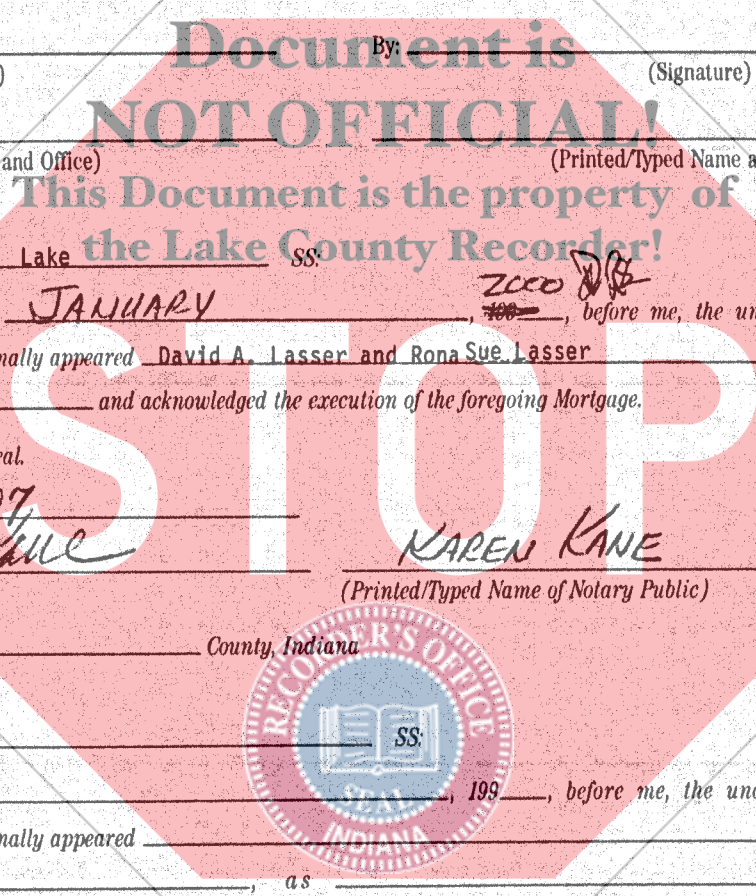 Document is
By:
)
(Signature)
NOT OFFICIAL!
and Office)
(Printed/Typed Name a
This Document is the property of
the Lake County Recorder!
Lake SS:
JANUARY , 2000 , before me, the un
nally appeared David A. Lasser and Rona Sue Lasser
and acknowledged the execution of the foregoing Mortgage.
eal.
STOP
KAREN KANE
(Printed/Typed Name of Notary Public)
County, Indiana
RECORDER'S OFFICE
SEAL
INDIANA
SS:
, 199 , before me, the und
nally appeared
, as